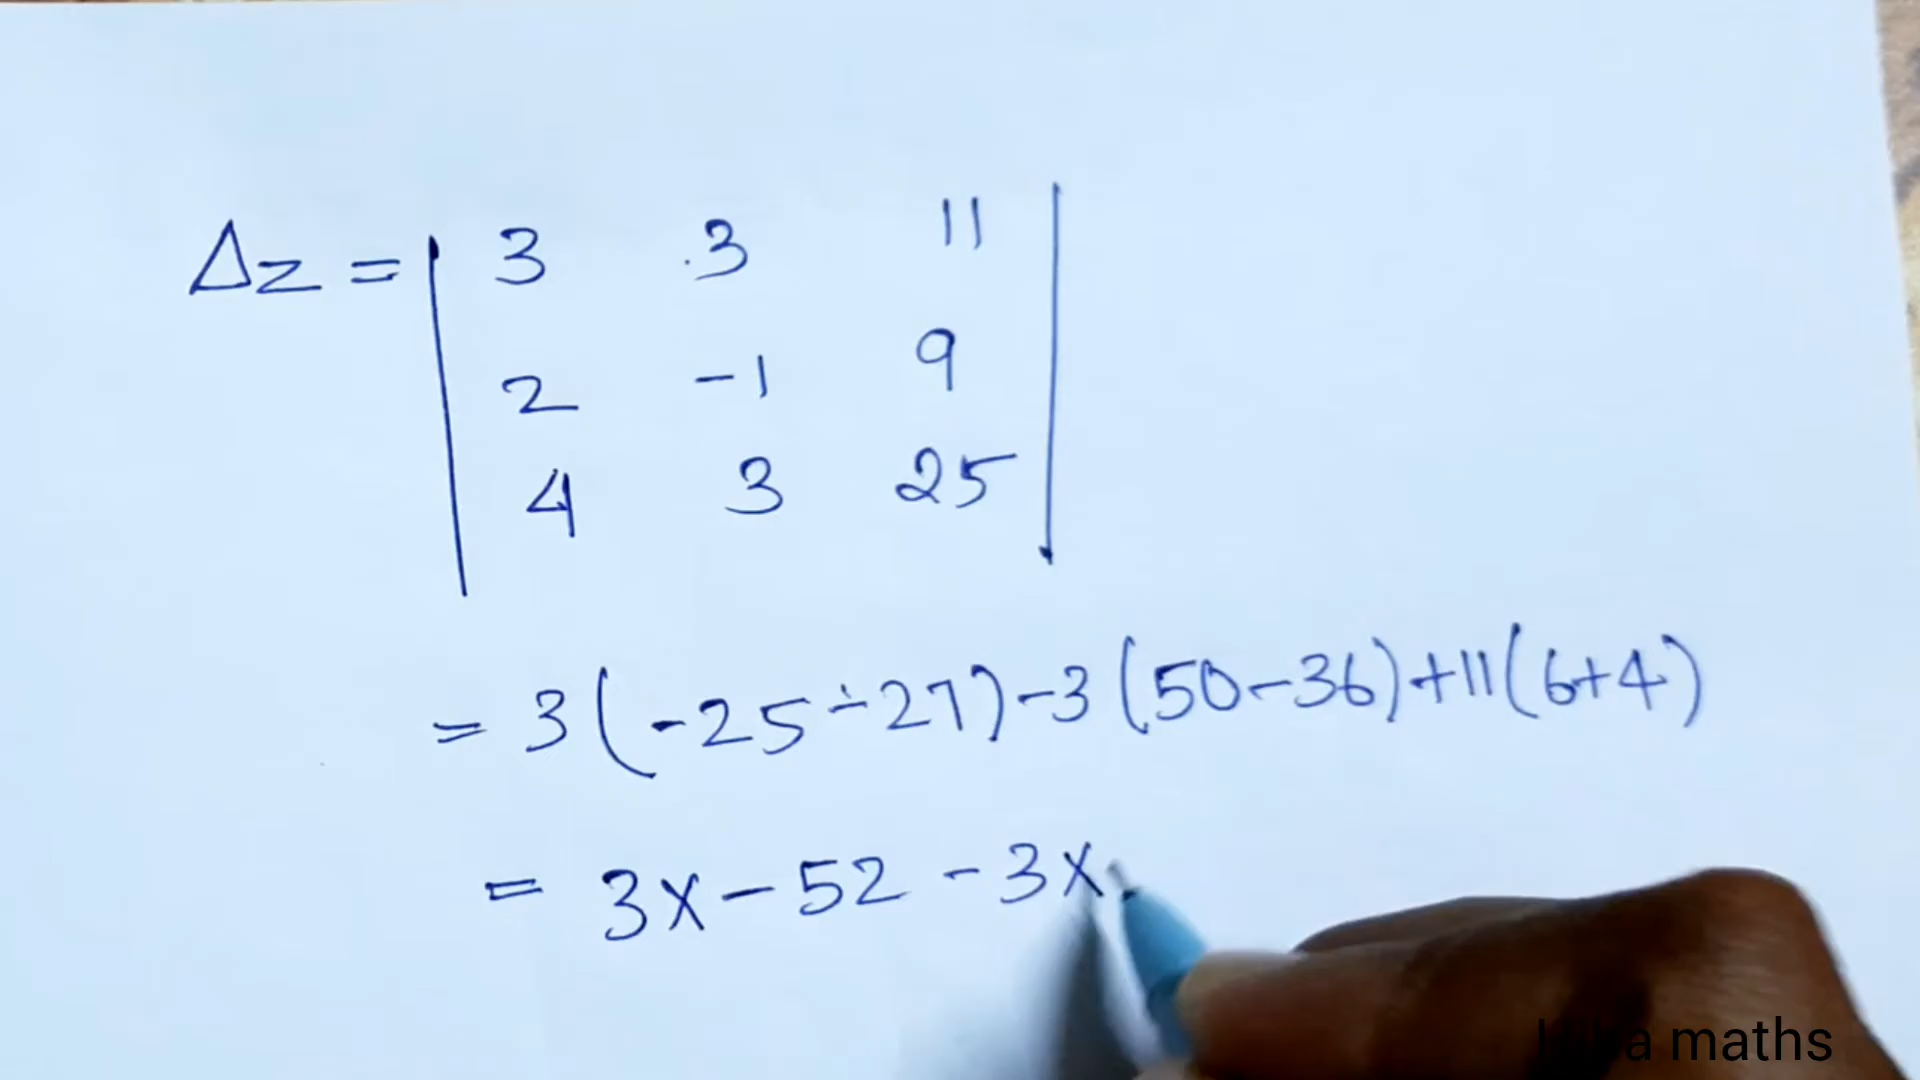 Δz = | 3 3 11 |
2 -1 9
4 3 25
= 3(-25-27)-3(50-36)+11(6+4)
= 3x-52-3x
maths